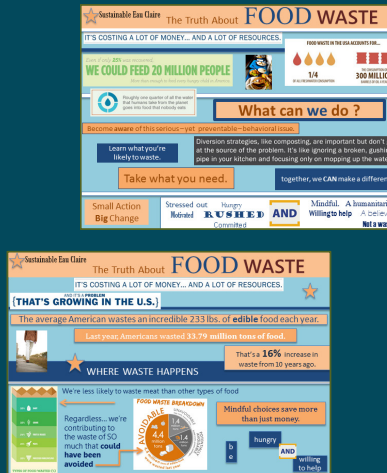 Sustainable Eau Claire
The Truth About FOOD WASTE
IT'S COSTING A LOT OF MONEY... AND A LOT OF RESOURCES.
WE COULD FEED 20 MILLION PEOPLE
FOOD WASTE IN THE USA ACCOUNTS FOR...
1/4
300 MILLIO
Roughly one quarter of all the water
that humans take from the planet
goes into food that nobody eats
What can we do ?
Become aware of this serious—yet preventable—behavioral issue.
Learn what you're
likely to waste.
Diversion strategies, like composting, are important but don't
at the source of the problem. It's like ignoring a broken, gushi
pipe in your kitchen and focusing only on mopping up the wate
Take what you need.
together, we CAN make a differen
Small Action
Big Change
Stressed out
Motivated
Hungry
RUSHED
Committed
AND
Mindful. A humanitari
Willing to help A believ
Not a was
Sustainable Eau Claire
The Truth About FOOD WASTE
IT'S COSTING A LOT OF MONEY... AND A LOT OF RESOURCES.
AND IT'S A PROBLEM
{THAT'S GROWING IN THE U.S.}
The average American wastes an incredible 233 lbs. of edible food each year.
Last year, Americans wasted 33.79 million tons of food.
That's a 16% increase in
waste from 10 years ago.
WHERE WASTE HAPPENS
We're less likely to waste meat than other types of food
Regardless... we're
contributing to
the waste of SO
much that could
have been
avoided
FOOD WASTE BREAKDOWN
AVOIDABLE
4.4
1.4
1.4
Mindful choices save more
than just money.
b
e
hungry
AND
willing
to help